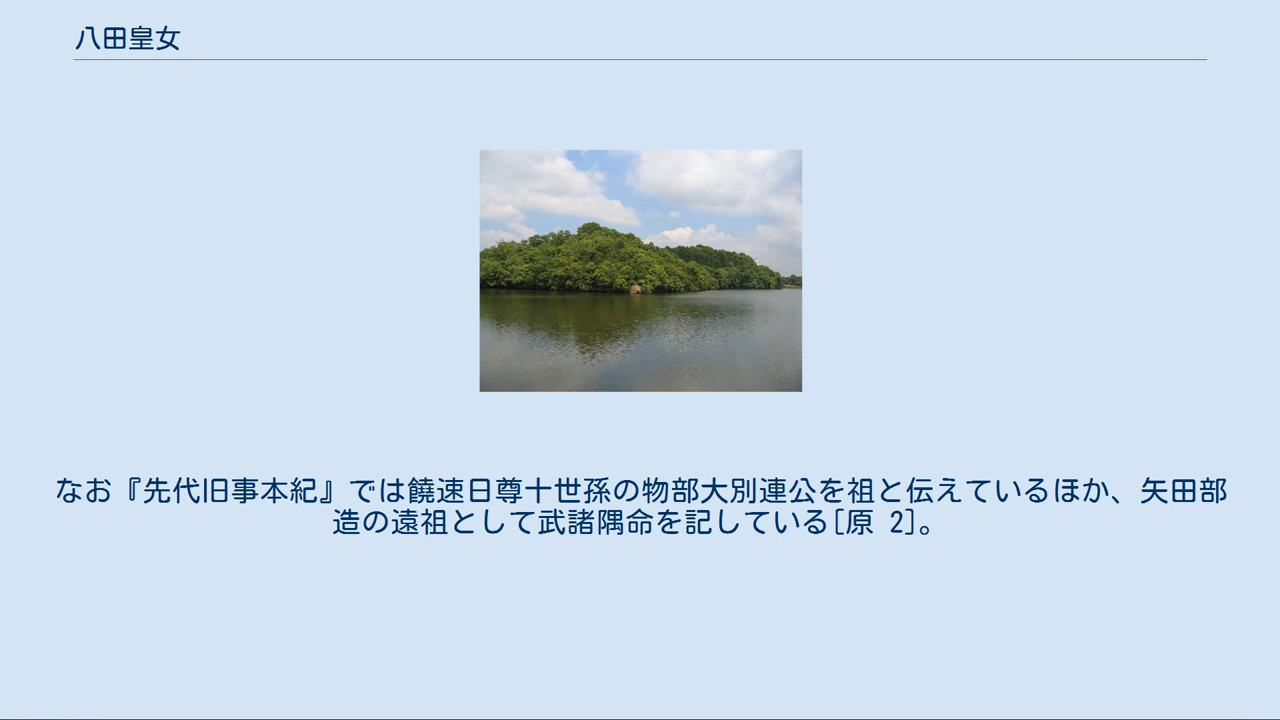 八田皇女
なお『先代旧事本紀』では饒速日尊十世孫の物部大別連公を祖と伝えているほか、矢田部
造の遠祖として武諸隅命を記している[原 2]。